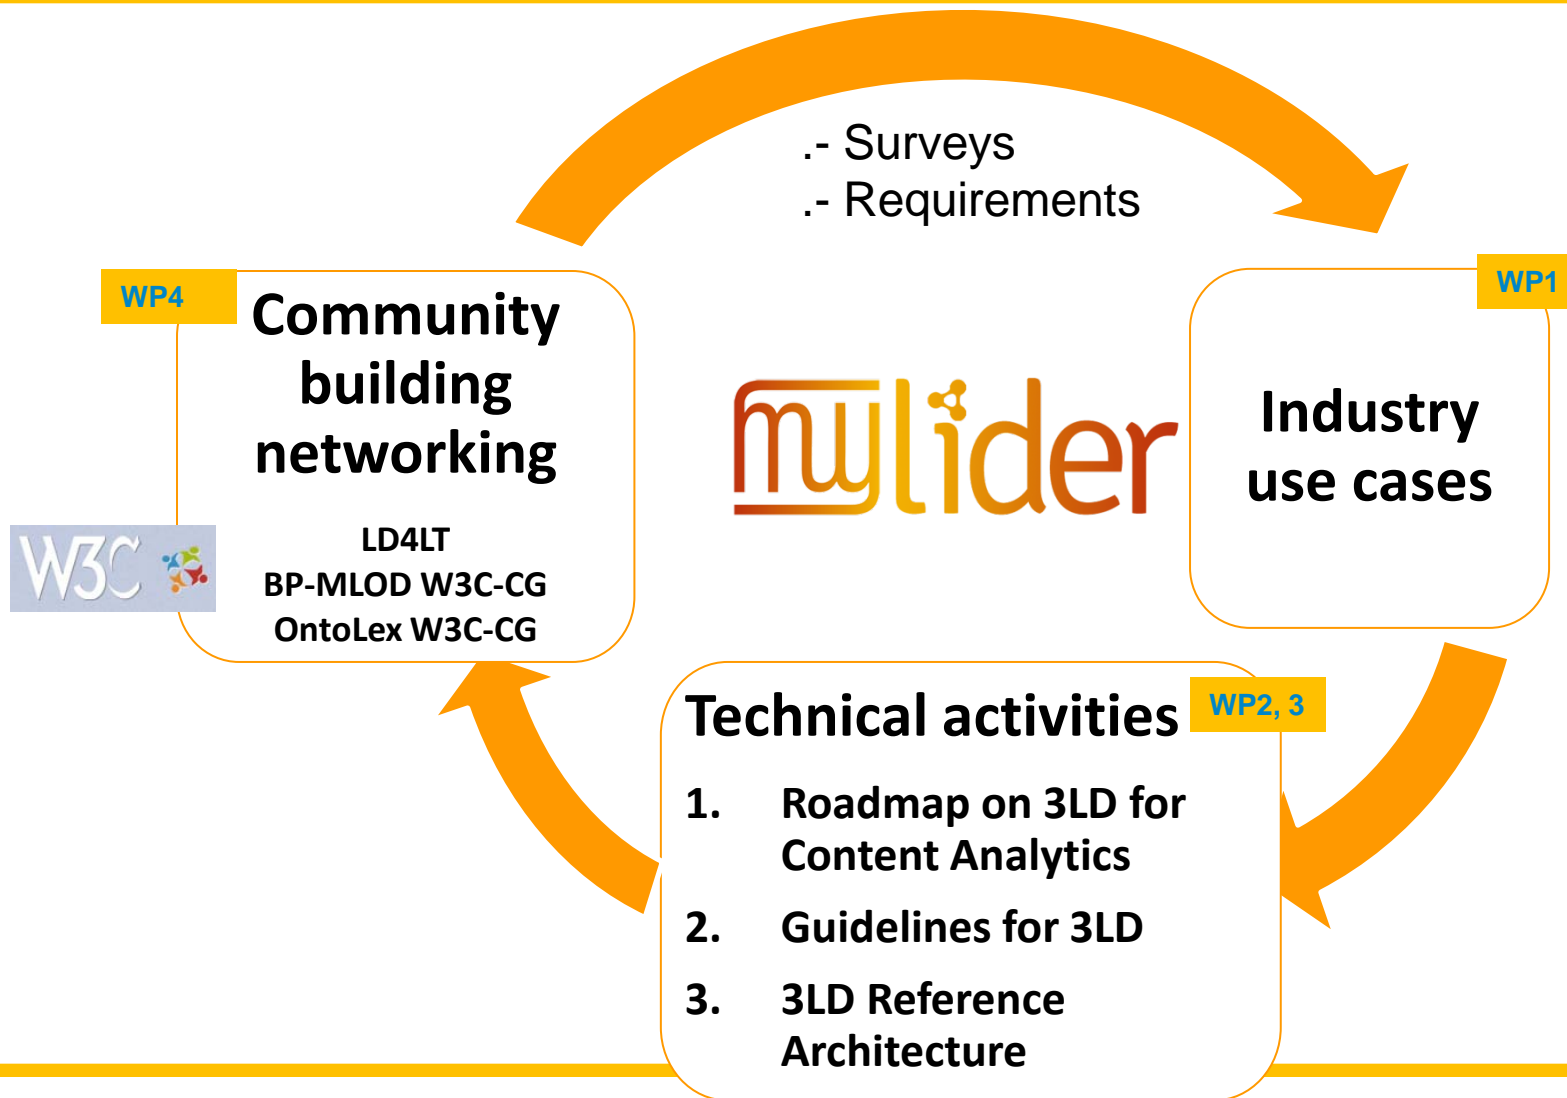 .- Surveys
.- Requirements
WP4
Community
building
networking
LD4LT
BP-MLOD W3C-CG
OntoLex W3C-CG
W3C
mylider
WP1
Industry
use cases
Technical activities
WP2, 3
1. Roadmap on 3LD for
Content Analytics
2. Guidelines for 3LD
3. 3LD Reference
Architecture